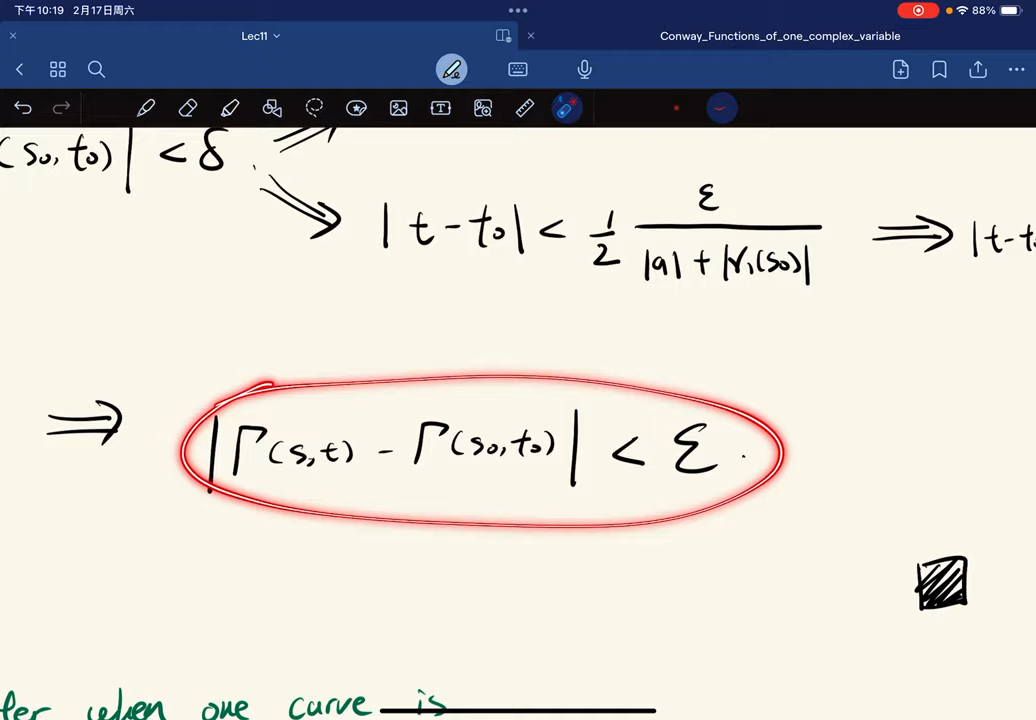 下午10:19 2月17日周六
88%
Lec11
Conway_Functions_of_one_complex_variable
(s₀, t₀)| < δ
⟹ |t - t₀| < 1/2 ε/(|a| + |γ₁(s₀)|) ⟹ |t - t₀
⟹ |Γ(s,t) - Γ(s₀,t₀)| < ε.
when one curve is